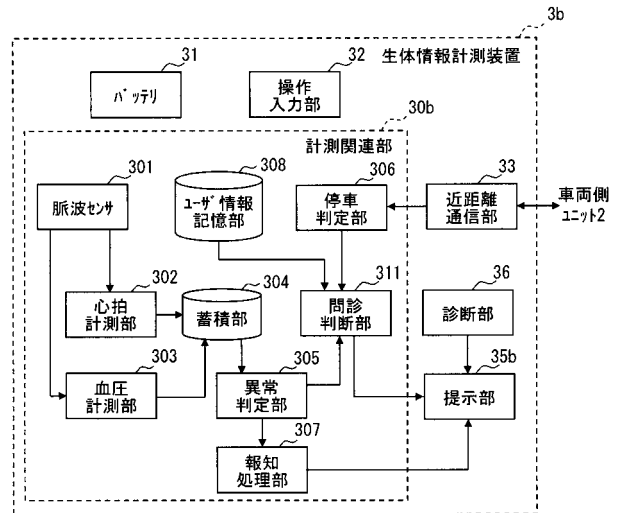 3b
生体情報計測装置
31
ﾊﾞｯﾃﾘ
32
操作
入力部
30b
計測関連部
301
脈波ｾﾝｻ
308
ﾕｰｻﾞ情報
記憶部
306
停車
判定部
33
近距離
通信部
車両側
ﾕﾆｯﾄ2
302
心拍
計測部
304
蓄積部
311
問診
判断部
36
診断部
303
血圧
計測部
305
異常
判定部
35b
提示部
307
報知
処理部